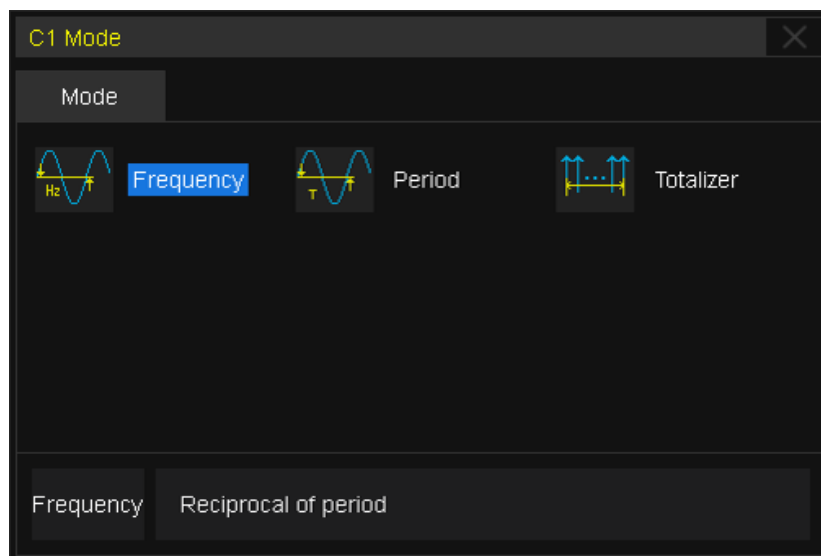 C1 Mode
Mode
Hz Frequency T Period Totalizer
Frequency Reciprocal of period